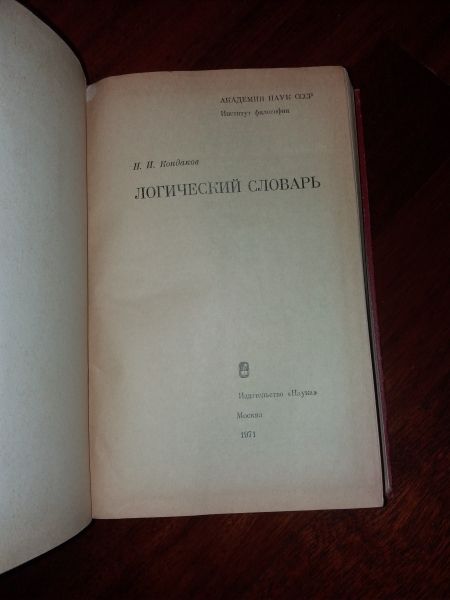 АКАДЕМИЯ НАУК СССР
Институт философии
Н. И. Кондаков
ЛОГИЧЕСКИЙ СЛОВАРЬ
Издательство «Наука»
Москва
1971